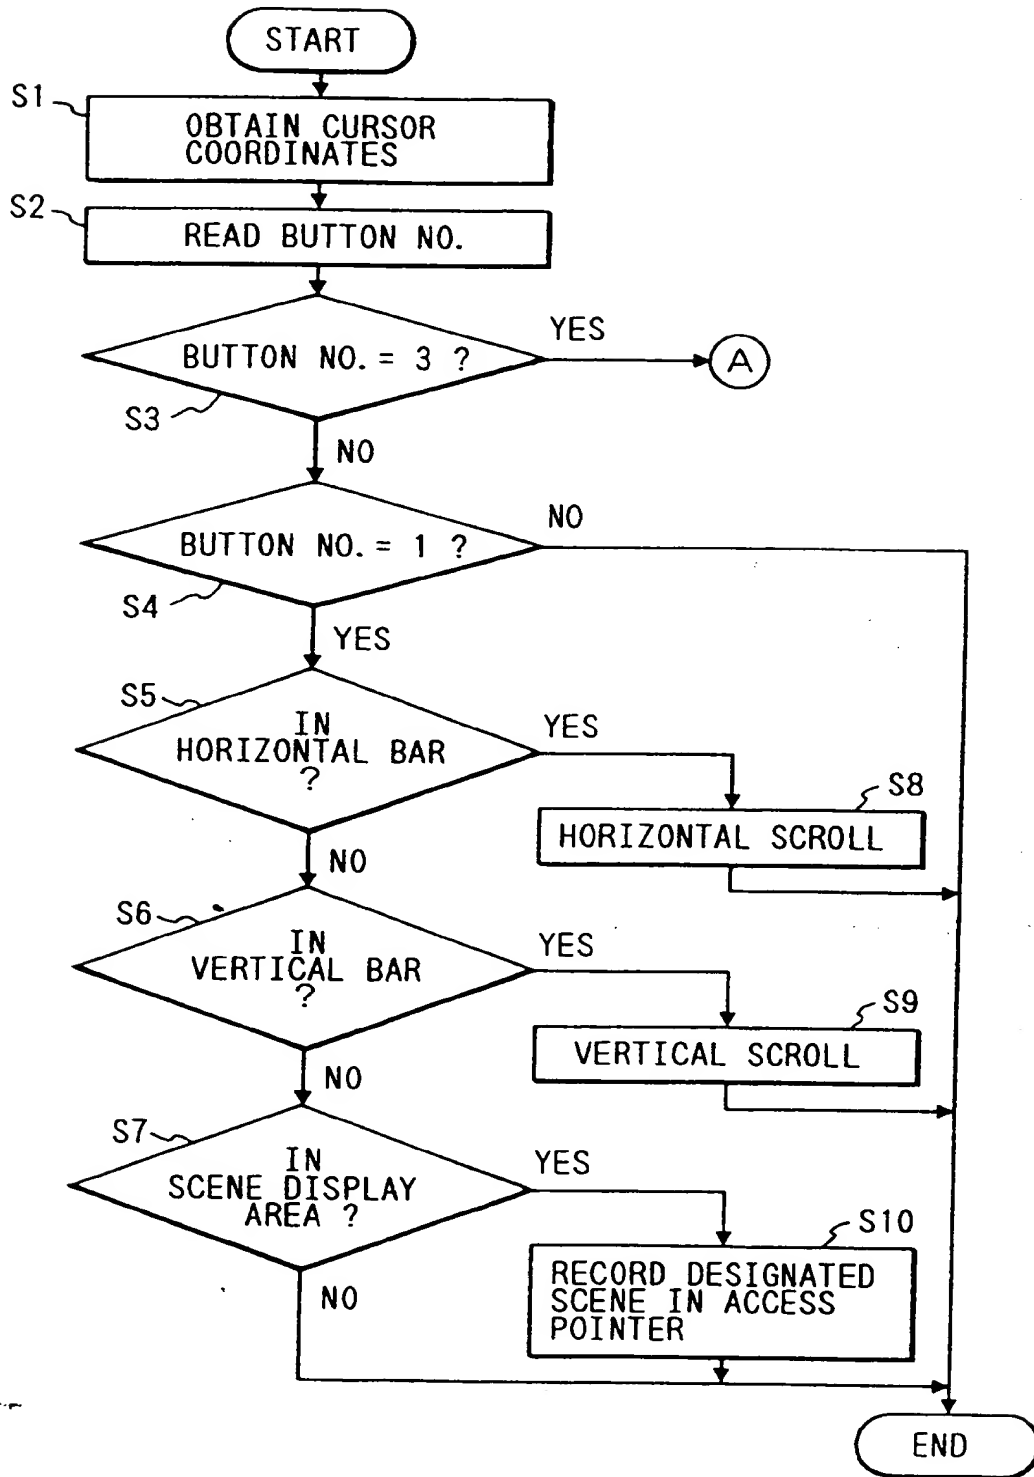 START
S1
OBTAIN CURSOR
COORDINATES
S2
READ BUTTON NO.
BUTTON NO. = 3 ?
YES
A
S3
NO
BUTTON NO. = 1 ?
NO
S4
YES
S5
IN
HORIZONTAL BAR
?
YES
S8
HORIZONTAL SCROLL
NO
S6
IN
VERTICAL BAR
?
YES
S9
VERTICAL SCROLL
NO
S7
IN
SCENE DISPLAY
AREA ?
YES
S10
RECORD DESIGNATED
SCENE IN ACCESS
POINTER
NO
END